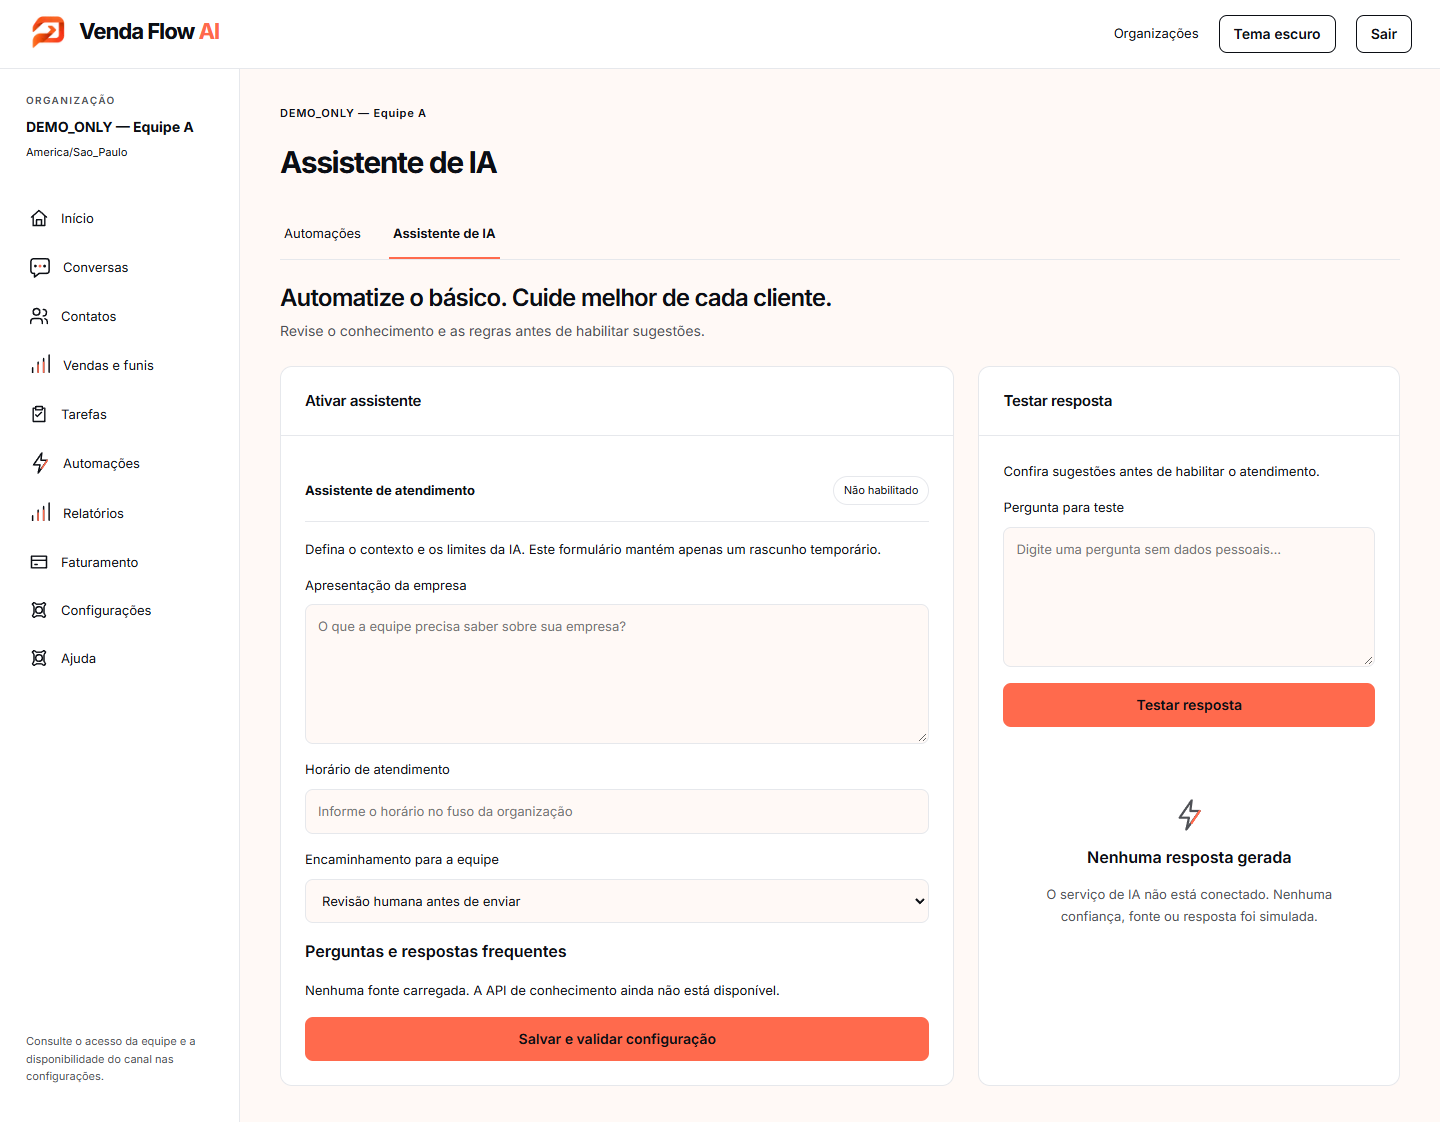 Venda Flow AI
Organizações
Tema escuro
Sair
ORGANIZAÇÃO
DEMO_ONLY — Equipe A
America/Sao_Paulo
Início
Conversas
Contatos
Vendas e funis
Tarefas
Automações
Relatórios
Faturamento
Configurações
Ajuda
Consulte o acesso da equipe e a
disponibilidade do canal nas
configurações.
DEMO_ONLY — Equipe A
Assistente de IA
Automações
Assistente de IA
Automatize o básico. Cuide melhor de cada cliente.
Revise o conhecimento e as regras antes de habilitar sugestões.
Ativar assistente
Assistente de atendimento
Não habilitado
Defina o contexto e os limites da IA. Este formulário mantém apenas um rascunho temporário.
Apresentação da empresa
O que a equipe precisa saber sobre sua empresa?
Horário de atendimento
Informe o horário no fuso da organização
Encaminhamento para a equipe
Revisão humana antes de enviar
Perguntas e respostas frequentes
Nenhuma fonte carregada. A API de conhecimento ainda não está disponível.
Salvar e validar configuração
Testar resposta
Confira sugestões antes de habilitar o atendimento.
Pergunta para teste
Digite uma pergunta sem dados pessoais...
Testar resposta
Nenhuma resposta gerada
O serviço de IA não está conectado. Nenhuma
confiança, fonte ou resposta foi simulada.